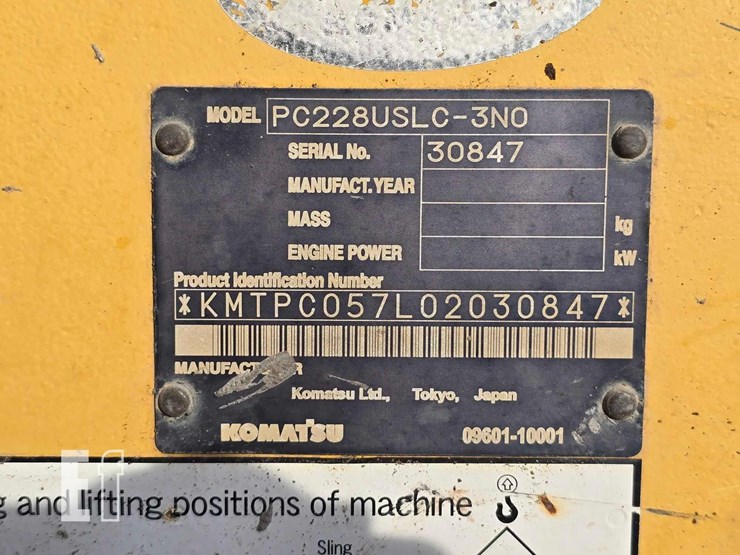 MODEL PC228USLC-3N0
SERIAL No. 30847
MANUFACT.YEAR
MASS kg
ENGINE POWER kW
Product Identification Number
*KMTPC057L02030847*
MANUFACTURER
Komatsu Ltd., Tokyo, Japan
KOMATSU 09601-10001
g and lifting positions of machine
Sling